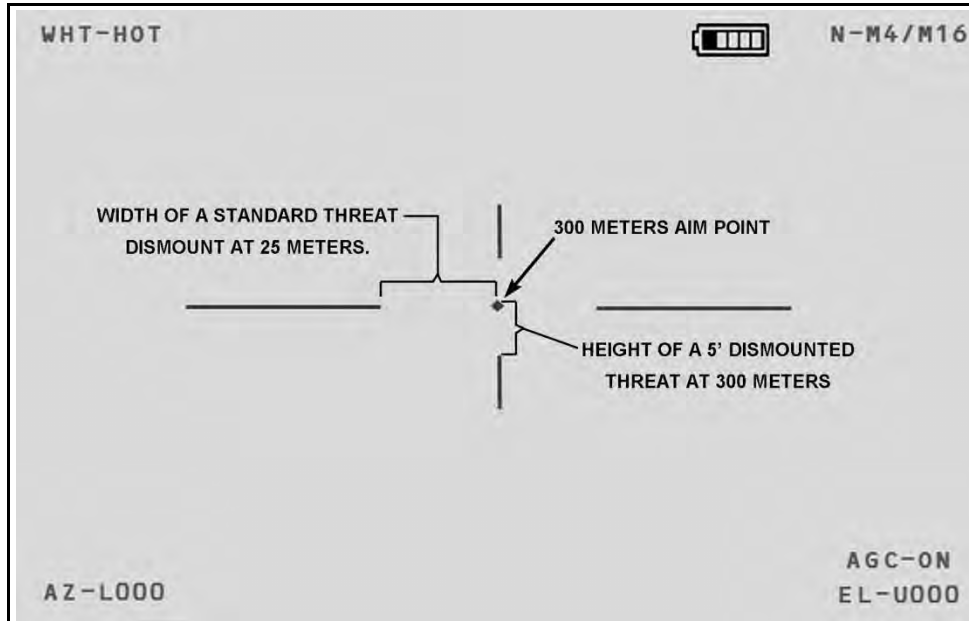 WHT-HOT
N-M4/M16
WIDTH OF A STANDARD THREAT
DISMOUNT AT 25 METERS.
300 METERS AIM POINT
HEIGHT OF A 5' DISMOUNTED
THREAT AT 300 METERS
AGC-ON
AZ-L000
EL-U000